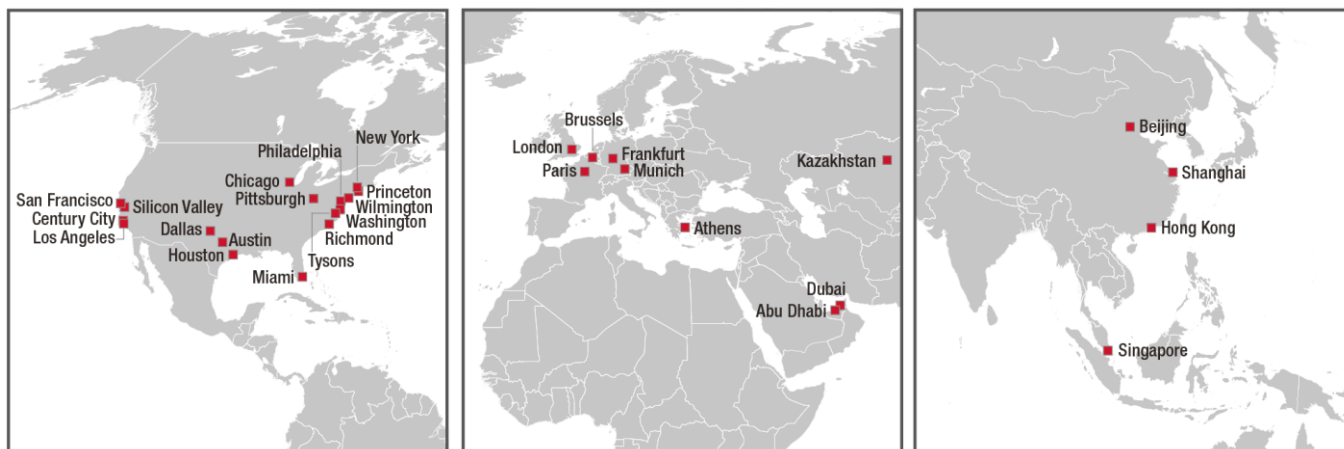 New York
Philadelphia
Chicago
Pittsburgh
Princeton
Wilmington
Washington
Richmond
Tysons
San Francisco
Silicon Valley
Century City
Los Angeles
Dallas
Austin
Houston
Miami
Brussels
London
Frankfurt
Paris
Munich
Kazakhstan
Athens
Dubai
Abu Dhabi
Beijing
Shanghai
Hong Kong
Singapore